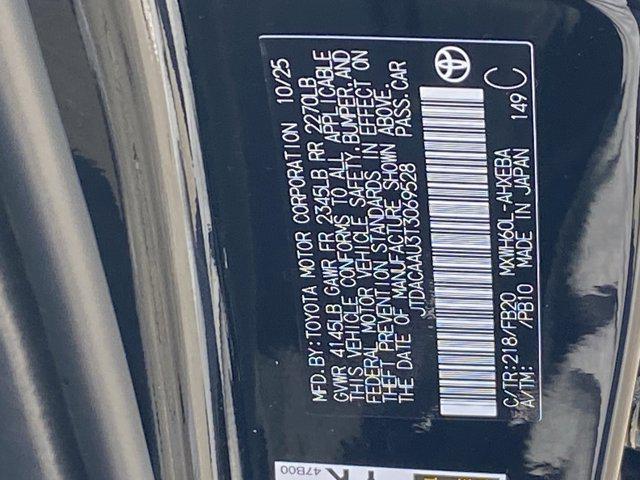 MFD.BY:TOYOTA MOTOR CORPORATION 10/25
GVWR 4145LB GAWR FR 2345LB RR 2270LB
THIS VEHICLE CONFORMS TO ALL APPLICABLE
FEDERAL MOTOR VEHICLE SAFETY,BUMPER,AND
THEFT PREVENTION STANDARDS IN EFFECT ON
THE DATE OF MANUFACTURE SHOWN ABOVE.
JTDACAAU3T3069528 PASS.CAR
C/TR:218/FB20 MXWH60L-AHXEBA
A/TM: /PB10 MADE IN JAPAN 149 C
47B00